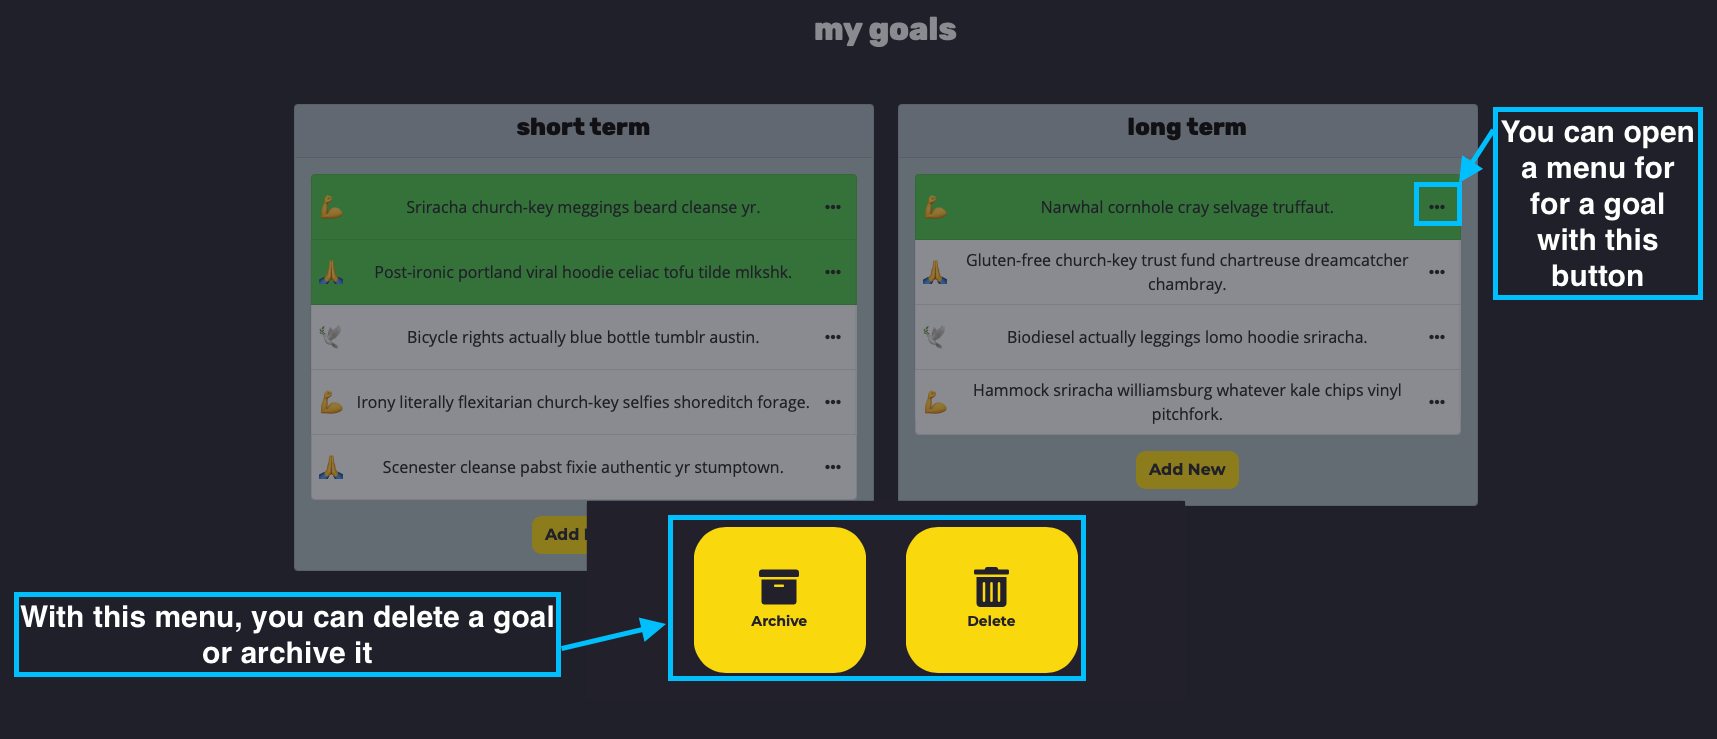 my goals
short term
Sriracha church-key meggings beard cleanse yr.
Post-ironic portland viral hoodie celiac tofu tilde mlkshk.
Bicycle rights actually blue bottle tumblr austin.
Irony literally flexitarian church-key selfies shoreditch forage.
Scenester cleanse pabst fixie authentic yr stumptown.
Add
long term
Narwhal cornhole cray selvage truffaut.
Gluten-free church-key trust fund chartreuse dreamcatcher
chambray.
Biodiesel actually leggings lomo hoodie sriracha.
Hammock sriracha williamsburg whatever kale chips vinyl
pitchfork.
Add New
You can open
a menu for
for a goal
with this
button
With this menu, you can delete a goal
or archive it
Archive
Delete